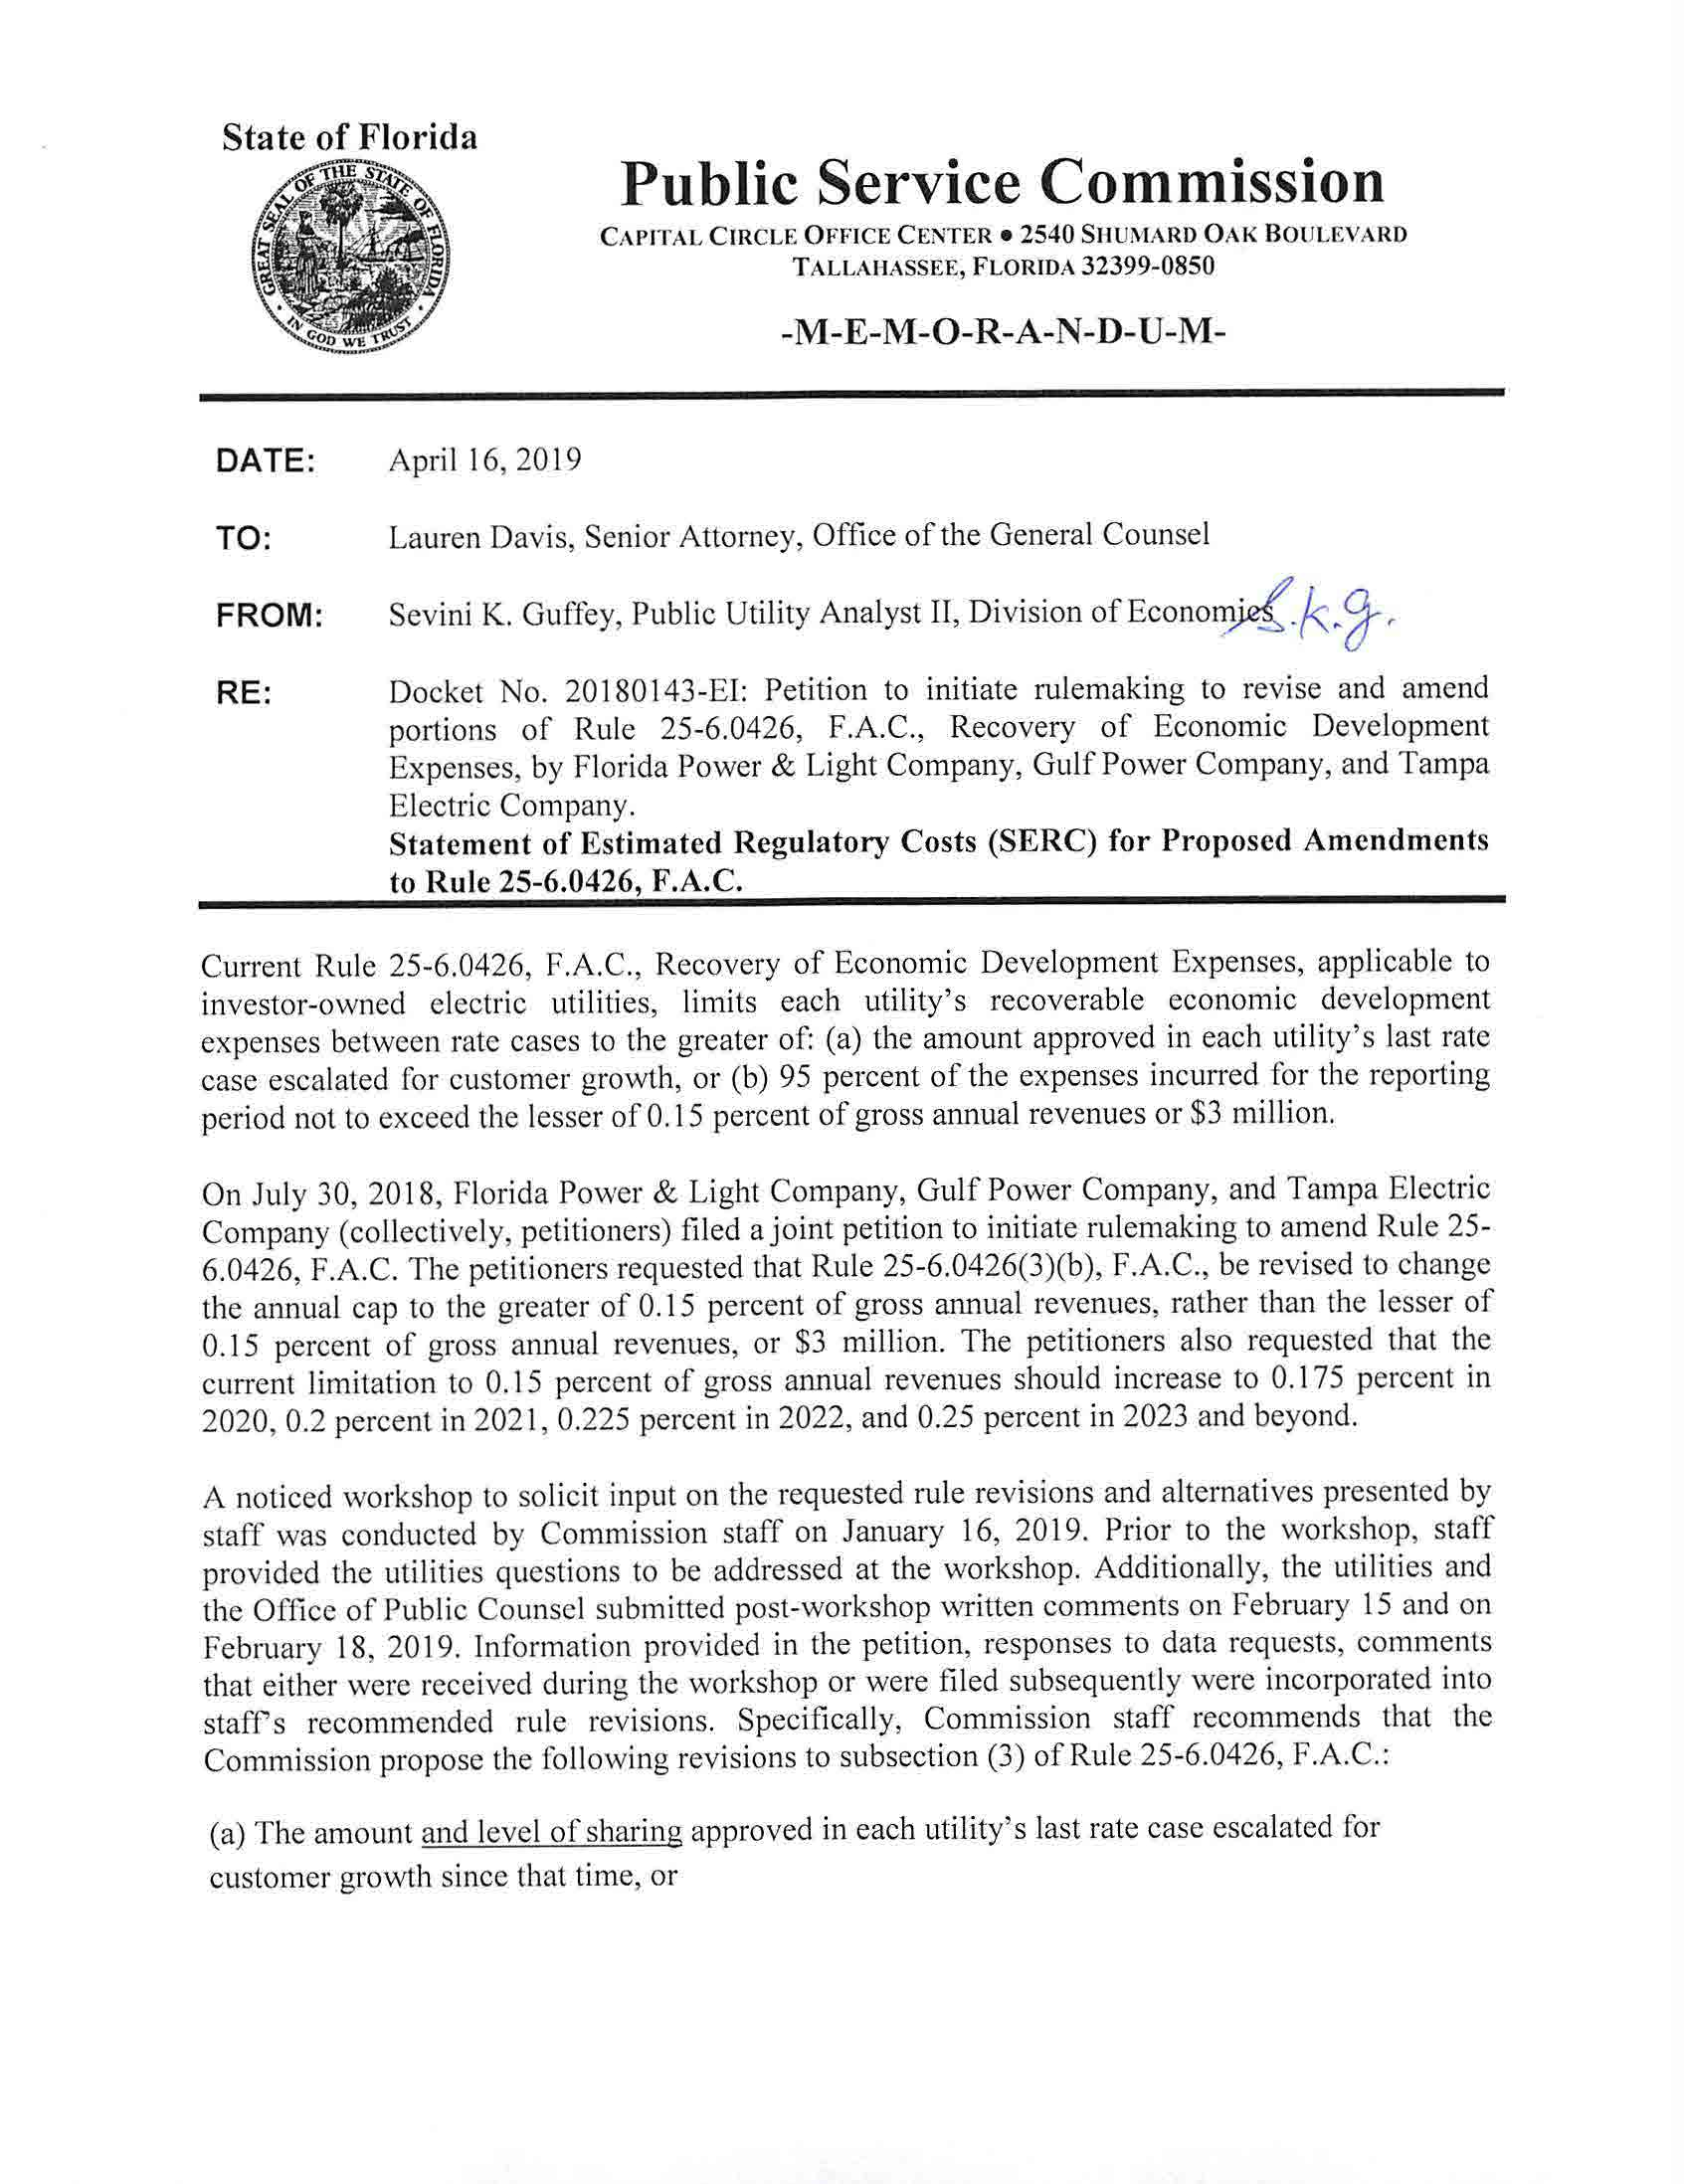 State of Florida
GREAT SEAL OF THE STATE OF FLORIDA
IN GOD WE TRUST
Public Service Commission
CAPITAL CIRCLE OFFICE CENTER ● 2540 SHUMARD OAK BOULEVARD
TALLAHASSEE, FLORIDA 32399-0850
-M-E-M-O-R-A-N-D-U-M-
DATE: April 16, 2019
TO: Lauren Davis, Senior Attorney, Office of the General Counsel
FROM: Sevini K. Guffey, Public Utility Analyst II, Division of Economics S.k.g.
RE: Docket No. 20180143-EI: Petition to initiate rulemaking to revise and amend
portions of Rule 25-6.0426, F.A.C., Recovery of Economic Development
Expenses, by Florida Power & Light Company, Gulf Power Company, and Tampa
Electric Company.
Statement of Estimated Regulatory Costs (SERC) for Proposed Amendments
to Rule 25-6.0426, F.A.C.
Current Rule 25-6.0426, F.A.C., Recovery of Economic Development Expenses, applicable to
investor-owned electric utilities, limits each utility's recoverable economic development
expenses between rate cases to the greater of: (a) the amount approved in each utility's last rate
case escalated for customer growth, or (b) 95 percent of the expenses incurred for the reporting
period not to exceed the lesser of 0.15 percent of gross annual revenues or $3 million.
On July 30, 2018, Florida Power & Light Company, Gulf Power Company, and Tampa Electric
Company (collectively, petitioners) filed a joint petition to initiate rulemaking to amend Rule 25-
6.0426, F.A.C. The petitioners requested that Rule 25-6.0426(3)(b), F.A.C., be revised to change
the annual cap to the greater of 0.15 percent of gross annual revenues, rather than the lesser of
0.15 percent of gross annual revenues, or $3 million. The petitioners also requested that the
current limitation to 0.15 percent of gross annual revenues should increase to 0.175 percent in
2020, 0.2 percent in 2021, 0.225 percent in 2022, and 0.25 percent in 2023 and beyond.
A noticed workshop to solicit input on the requested rule revisions and alternatives presented by
staff was conducted by Commission staff on January 16, 2019. Prior to the workshop, staff
provided the utilities questions to be addressed at the workshop. Additionally, the utilities and
the Office of Public Counsel submitted post-workshop written comments on February 15 and on
February 18, 2019. Information provided in the petition, responses to data requests, comments
that either were received during the workshop or were filed subsequently were incorporated into
staff's recommended rule revisions. Specifically, Commission staff recommends that the
Commission propose the following revisions to subsection (3) of Rule 25-6.0426, F.A.C.:
(a) The amount and level of sharing approved in each utility's last rate case escalated for
customer growth since that time, or